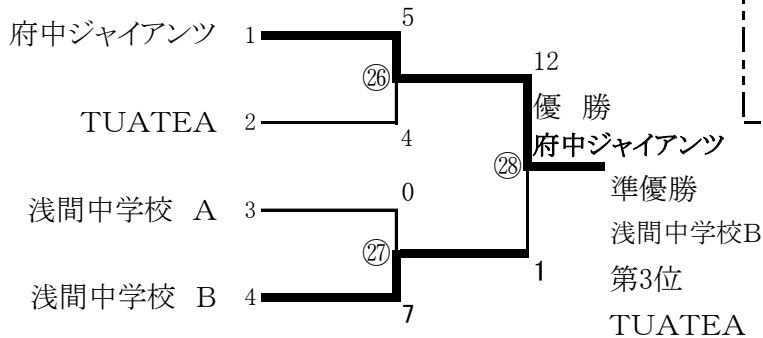 5
府中ジャイアンツ 1
12
㉖
優 勝
TUATEA 2
4
府中ジャイアンツ
㉘
準優勝
浅間中学校 A 3
0
浅間中学校B
㉗
1
第3位
浅間中学校 B 4
7
TUATEA